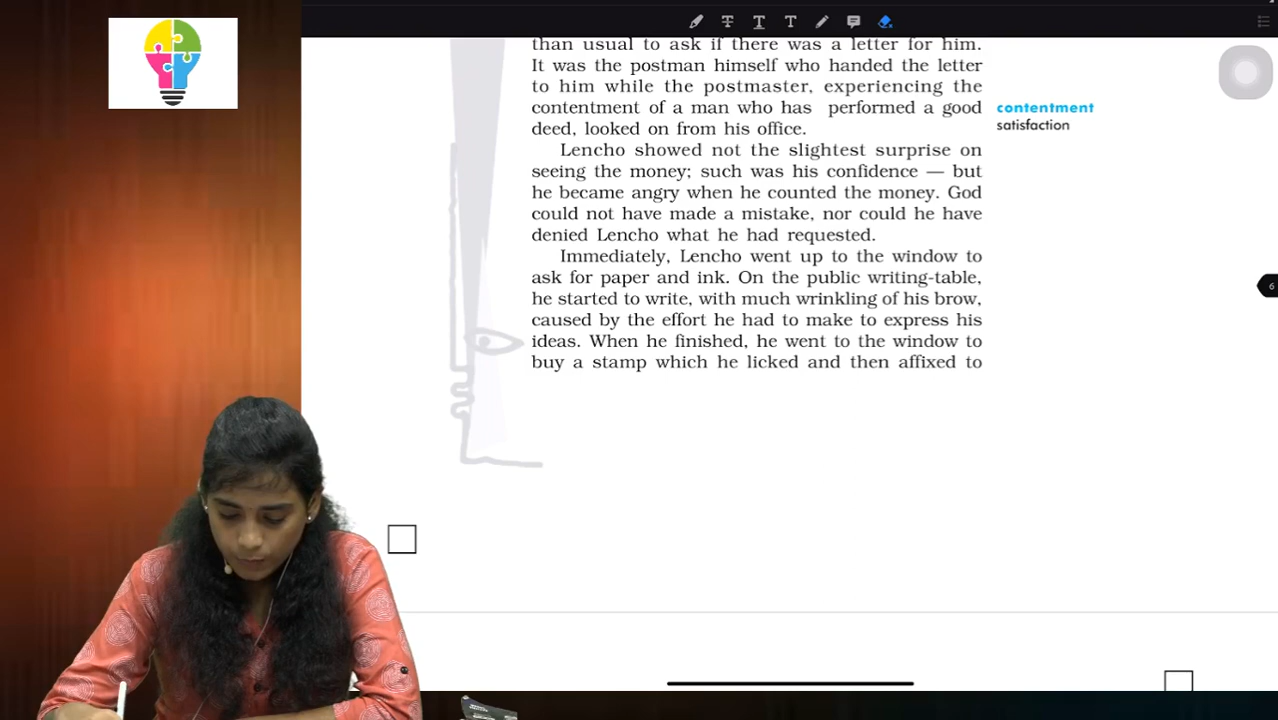 than usual to ask if there was a letter for him.
It was the postman himself who handed the letter
to him while the postmaster, experiencing the
contentment of a man who has performed a good
deed, looked on from his office.
contentment
satisfaction
Lencho showed not the slightest surprise on
seeing the money; such was his confidence — but
he became angry when he counted the money. God
could not have made a mistake, nor could he have
denied Lencho what he had requested.
Immediately, Lencho went up to the window to
ask for paper and ink. On the public writing-table,
he started to write, with much wrinkling of his brow,
caused by the effort he had to make to express his
ideas. When he finished, he went to the window to
buy a stamp which he licked and then affixed to
6